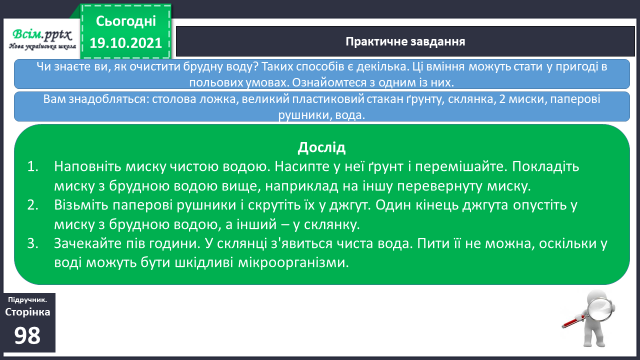 Сьогодні
Всім.pptx
Нова українська школа
19.10.2021
Практичне завдання
Чи знаєте ви, як очистити брудну воду? Таких способів є декілька. Ці вміння можуть стати у пригоді в
польових умовах. Ознайомтеся з одним із них.
Вам знадобляться: столова ложка, великий пластиковий стакан ґрунту, склянка, 2 миски, паперові
рушники, вода.
Дослід
1. Наповніть миску чистою водою. Насипте у неї ґрунт і перемішайте. Покладіть
миску з брудною водою вище, наприклад на іншу перевернуту миску.
2. Візьміть паперові рушники і скрутіть їх у джгут. Один кінець джгута опустіть у
миску з брудною водою, а інший – у склянку.
3. Зачекайте пів години. У склянці з'явиться чиста вода. Пити її не можна, оскільки у
воді можуть бути шкідливі мікроорганізми.
Підручник.
Сторінка
98